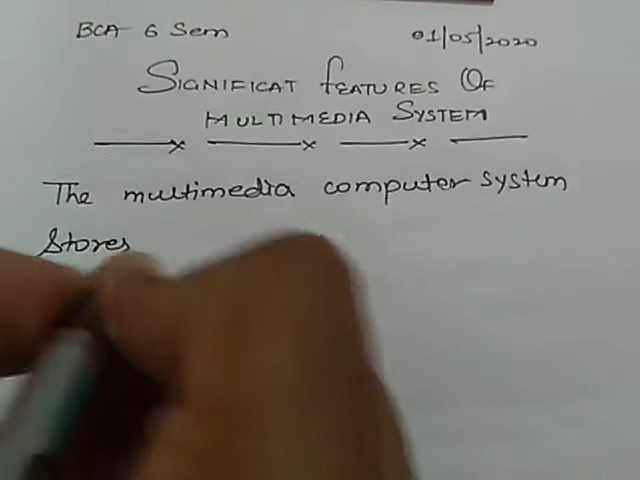 BCA 6 Sem
01/05/2020
SIGNIFICAT FEATURES OF
MULTIMEDIA SYSTEM
The multimedia computer system
Stores